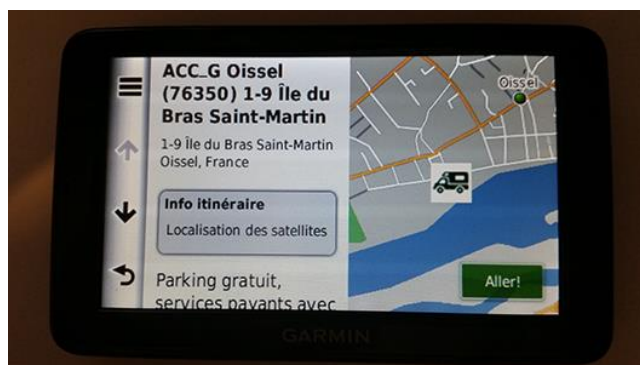 ACC_G Oissel
(76350) 1-9 Île du
Bras Saint-Martin
1-9 Île du Bras Saint-Martin
Oissel, France
Info itinéraire
Localisation des satellites
Parking gratuit,
services payants avec
Oissel
Aller!
GARMIN